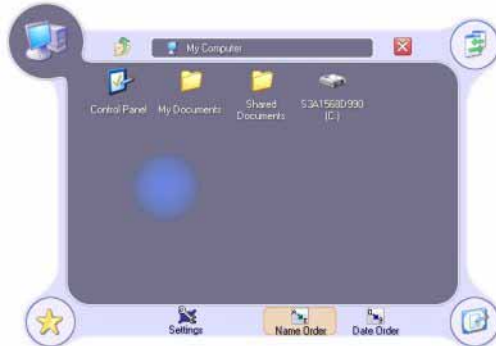 My Computer
Control Panel
My Documents
Shared
Documents
S3A1568D990
(C:)
Settings
Name Order
Date Order